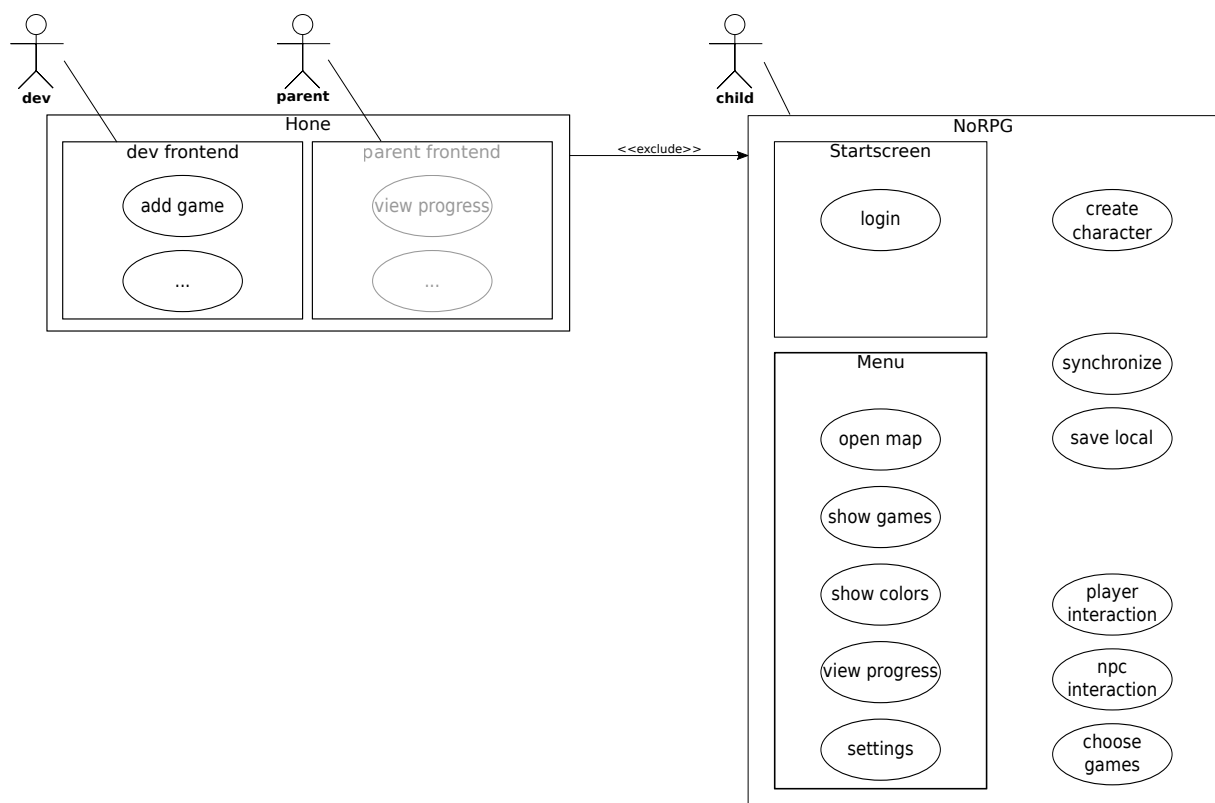 dev
parent
child
Hone
dev frontend
add game
...
parent frontend
view progress
...
<<exclude>>
NoRPG
Startscreen
login
create
character
synchronize
save local
Menu
open map
show games
show colors
view progress
settings
player
interaction
npc
interaction
choose
games